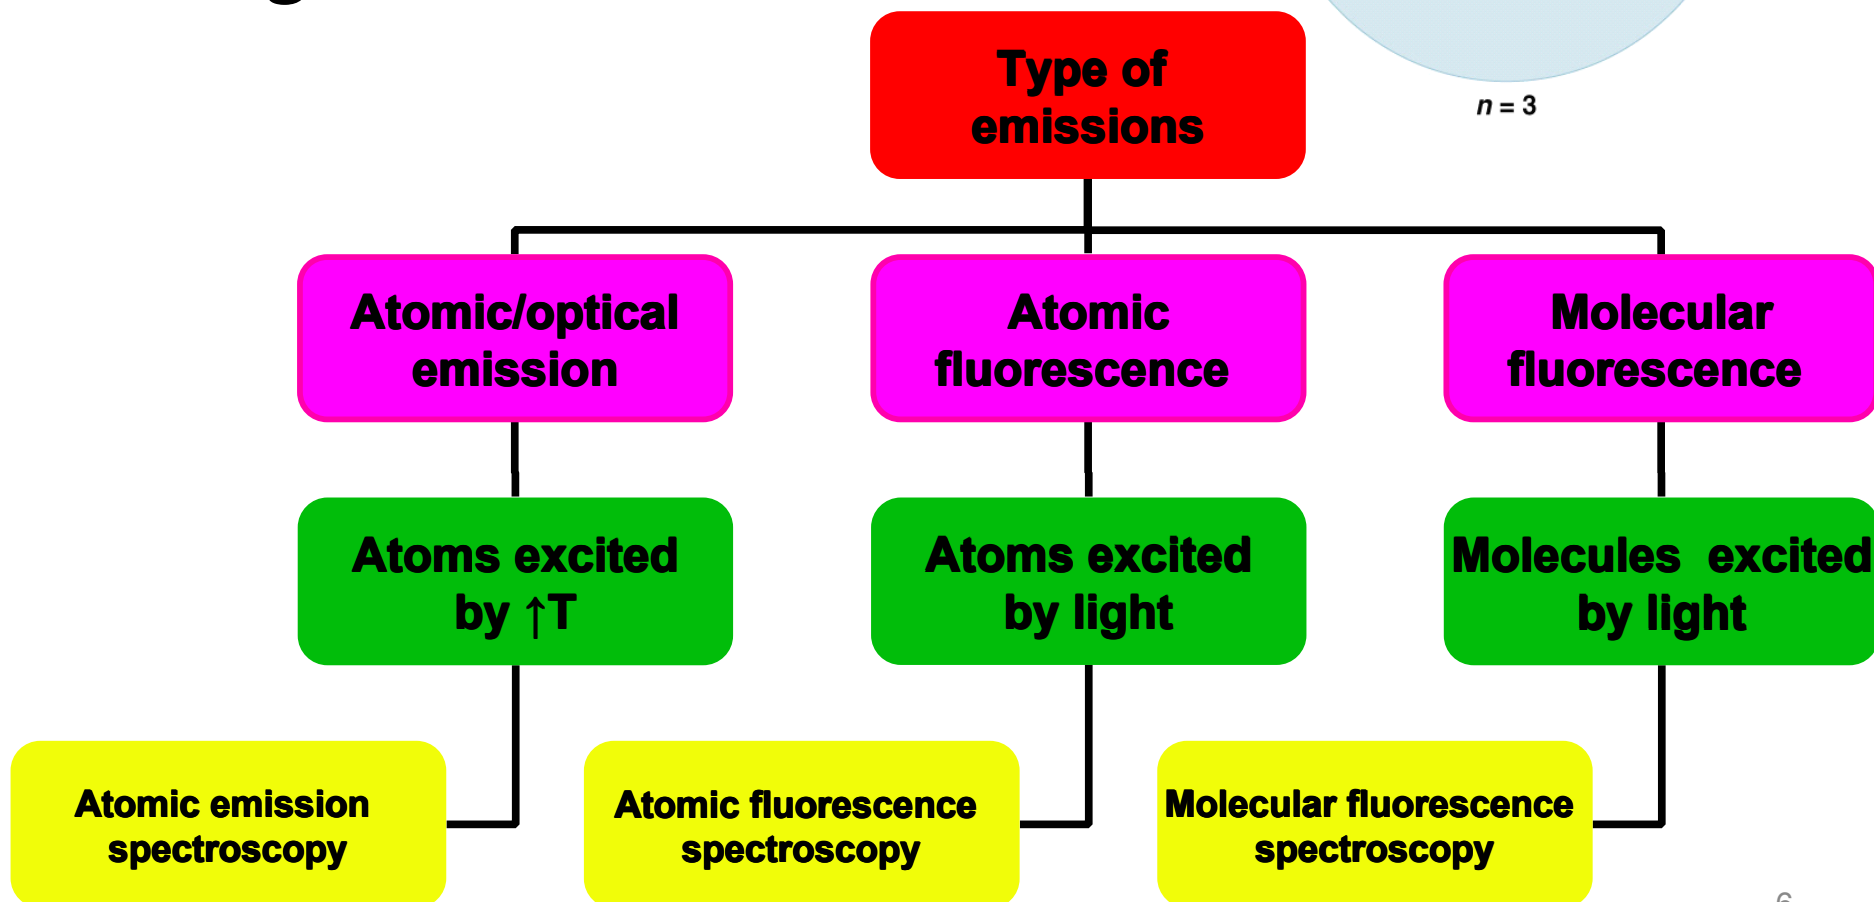 Type of
emissions
n = 3
Atomic/optical
emission
Atomic
fluorescence
Molecular
fluorescence
Atoms excited
by ↑T
Atoms excited
by light
Molecules excited
by light
Atomic emission
spectroscopy
Atomic fluorescence
spectroscopy
Molecular fluorescence
spectroscopy
6